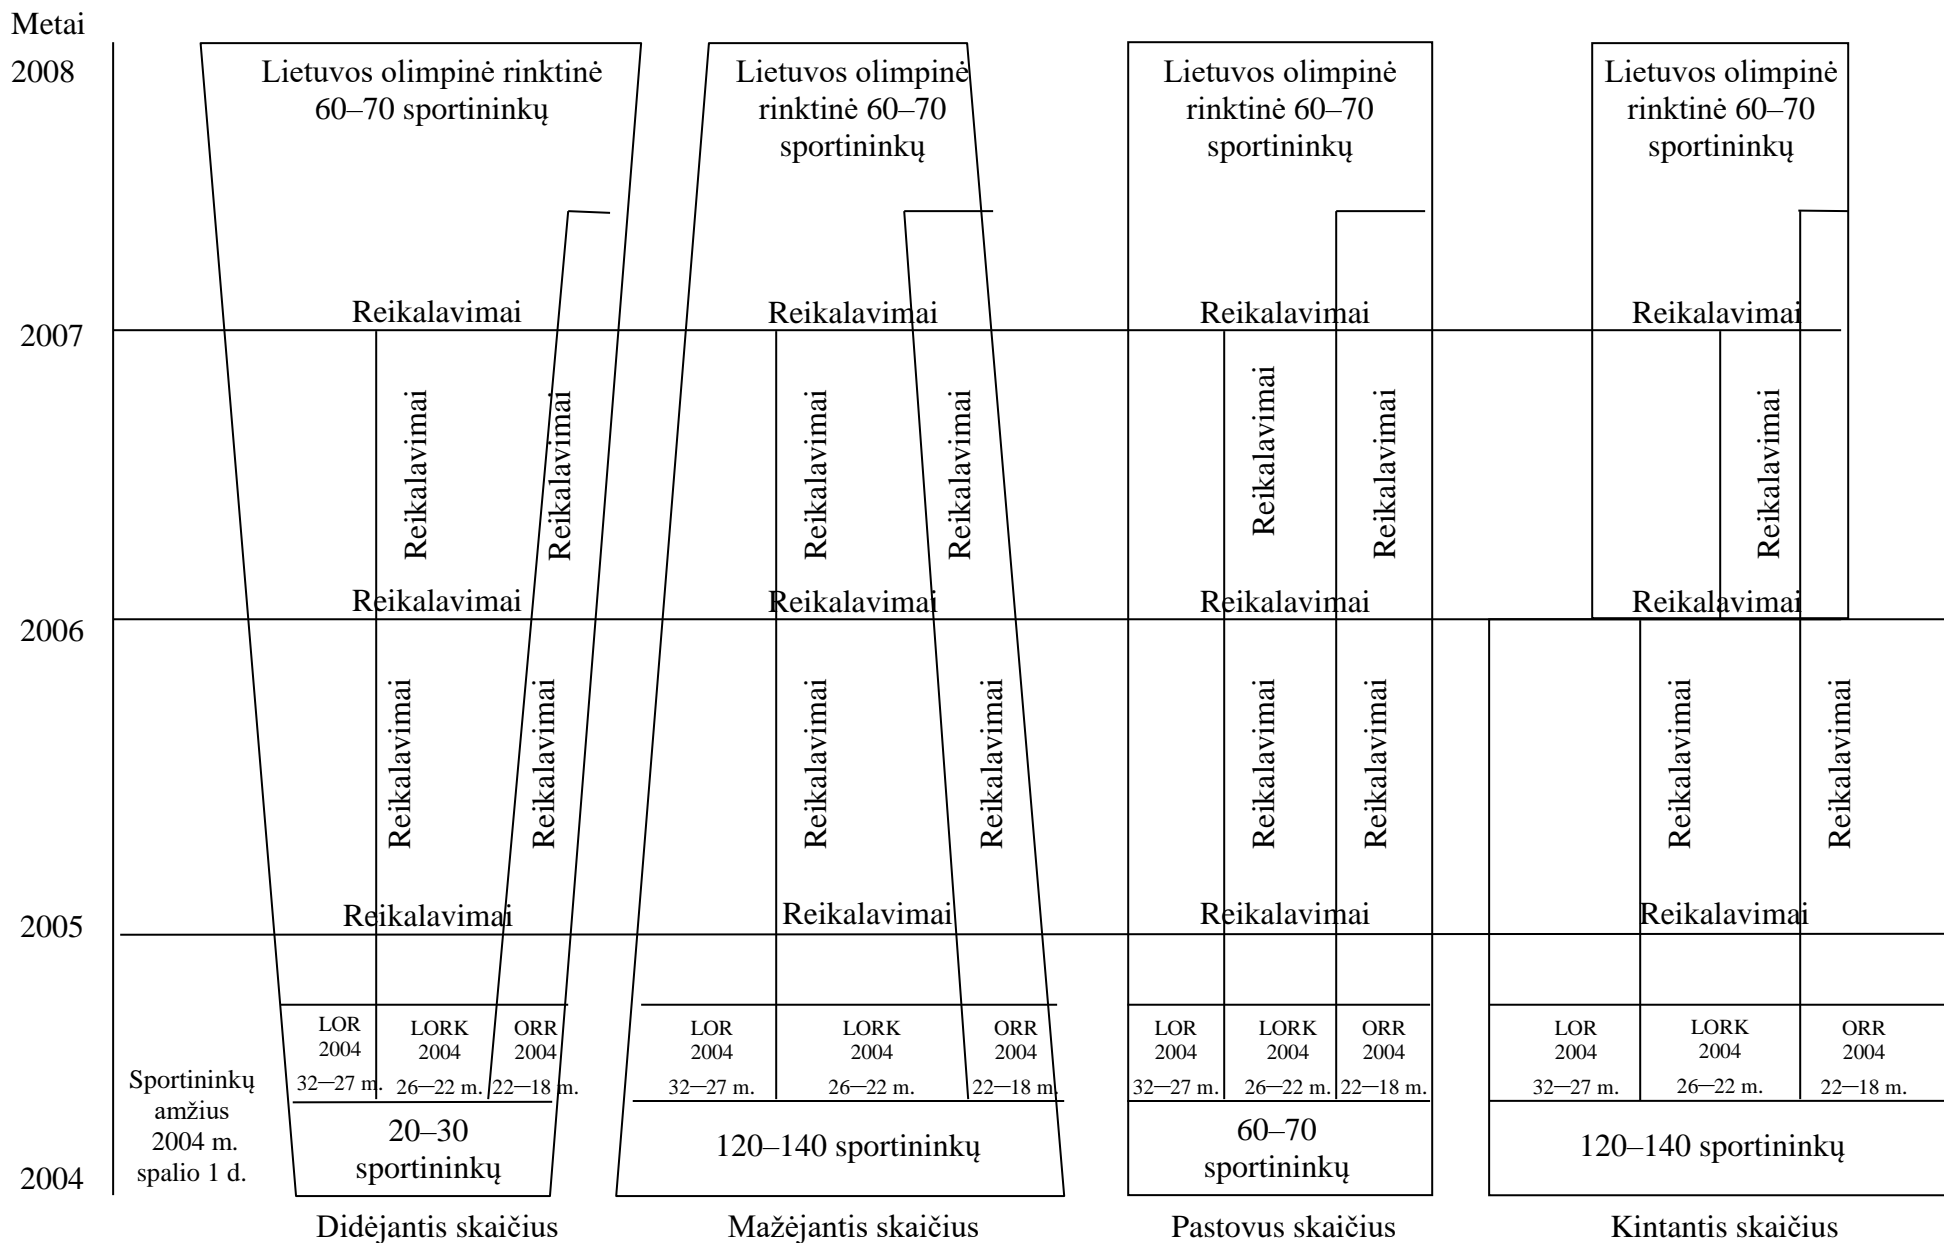 Metai
2008
Lietuvos olimpinė rinktinė
60–70 sportininkų
Lietuvos olimpinė
rinktinė 60–70
sportininkų
Lietuvos olimpinė
rinktinė 60–70
sportininkų
Lietuvos olimpinė
rinktinė 60–70
sportininkų
2007
Reikalavimai
Reikalavimai
Reikalavimai
Reikalavimai
Reikalavimai
Reikalavimai
Reikalavimai
Reikalavimai
Reikalavimai
Reikalavimai
Reikalavimai
2006
Reikalavimai
Reikalavimai
Reikalavimai
Reikalavimai
Reikalavimai
Reikalavimai
Reikalavimai
Reikalavimai
Reikalavimai
Reikalavimai
Reikalavimai
Reikalavimai
2005
Reikalavimai
Reikalavimai
Reikalavimai
Reikalavimai
LOR
2004
32—27 m.
LORK
2004
26—22 m.
ORR
2004
22—18 m.
LOR
2004
32—27 m.
LORK
2004
26—22 m.
ORR
2004
22—18 m.
LOR
2004
32—27 m.
LORK
2004
26—22 m.
ORR
2004
22—18 m.
LOR
2004
32—27 m.
LORK
2004
26—22 m.
ORR
2004
22—18 m.
Sportininkų
amžius
2004 m.
spalio 1 d.
2004
20–30
sportininkų
120–140 sportininkų
60–70
sportininkų
120–140 sportininkų
Didėjantis skaičius
Mažėjantis skaičius
Pastovus skaičius
Kintantis skaičius